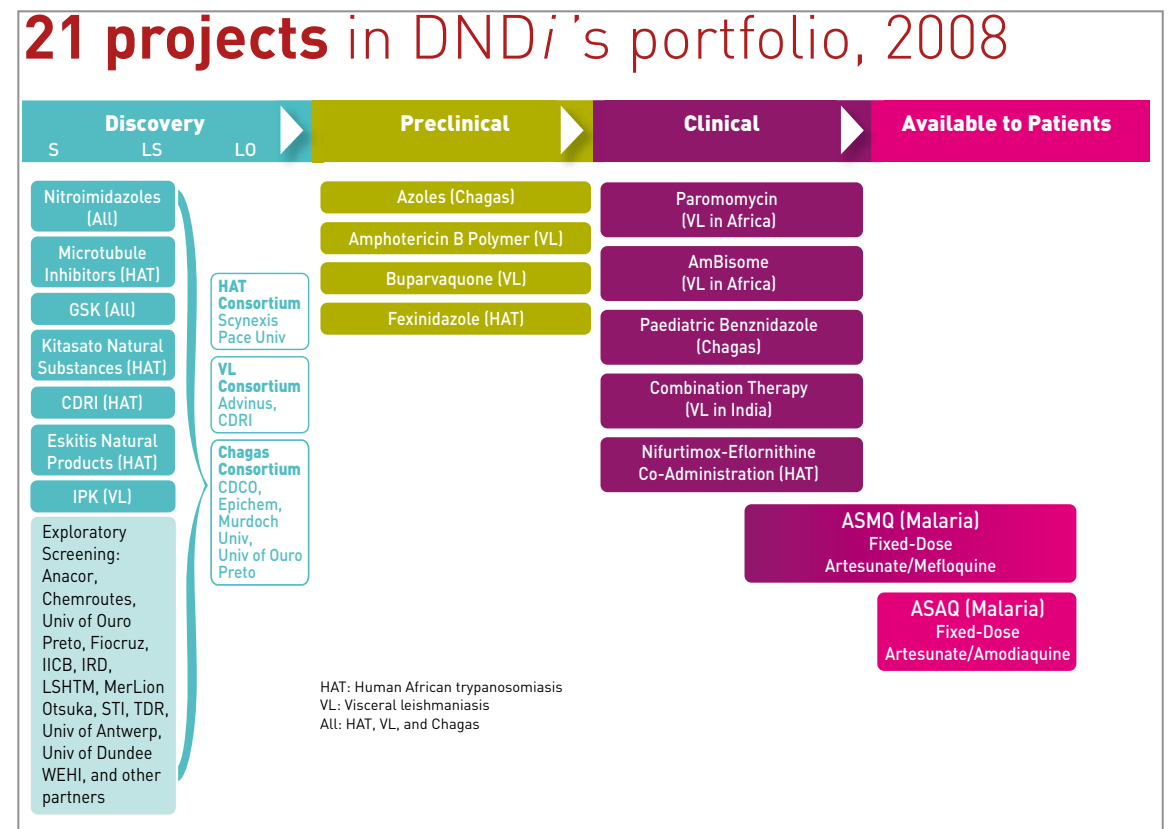 21 projects in DNDi's portfolio, 2008
Discovery
S LS LO
Preclinical
Clinical
Available to Patients
Nitroimidazoles
(All)
Microtubule
Inhibitors (HAT)
GSK (All)
Kitasato Natural
Substances (HAT)
CDRI (HAT)
Eskitis Natural
Products (HAT)
IPK (VL)
Exploratory
Screening:
Anacor,
Chemroutes,
Univ of Ouro
Preto, Fiocruz,
IICB, IRD,
LSHTM, MerLion
Otsuka, STI, TDR,
Univ of Antwerp,
Univ of Dundee
WEHI, and other
partners
HAT
Consortium
Scynexis
Pace Univ
VL
Consortium
Advinus,
CDRI
Chagas
Consortium
CDCO,
Epichem,
Murdoch
Univ,
Univ of Ouro
Preto
Azoles (Chagas)
Amphotericin B Polymer (VL)
Buparvaquone (VL)
Fexinidazole (HAT)
Paromomycin
(VL in Africa)
AmBisome
(VL in Africa)
Paediatric Benznidazole
(Chagas)
Combination Therapy
(VL in India)
Nifurtimox-Eflornithine
Co-Administration (HAT)
ASMQ (Malaria)
Fixed-Dose
Artesunate/Mefloquine
ASAQ (Malaria)
Fixed-Dose
Artesunate/Amodiaquine
HAT: Human African trypanosomiasis
VL: Visceral leishmaniasis
All: HAT, VL, and Chagas